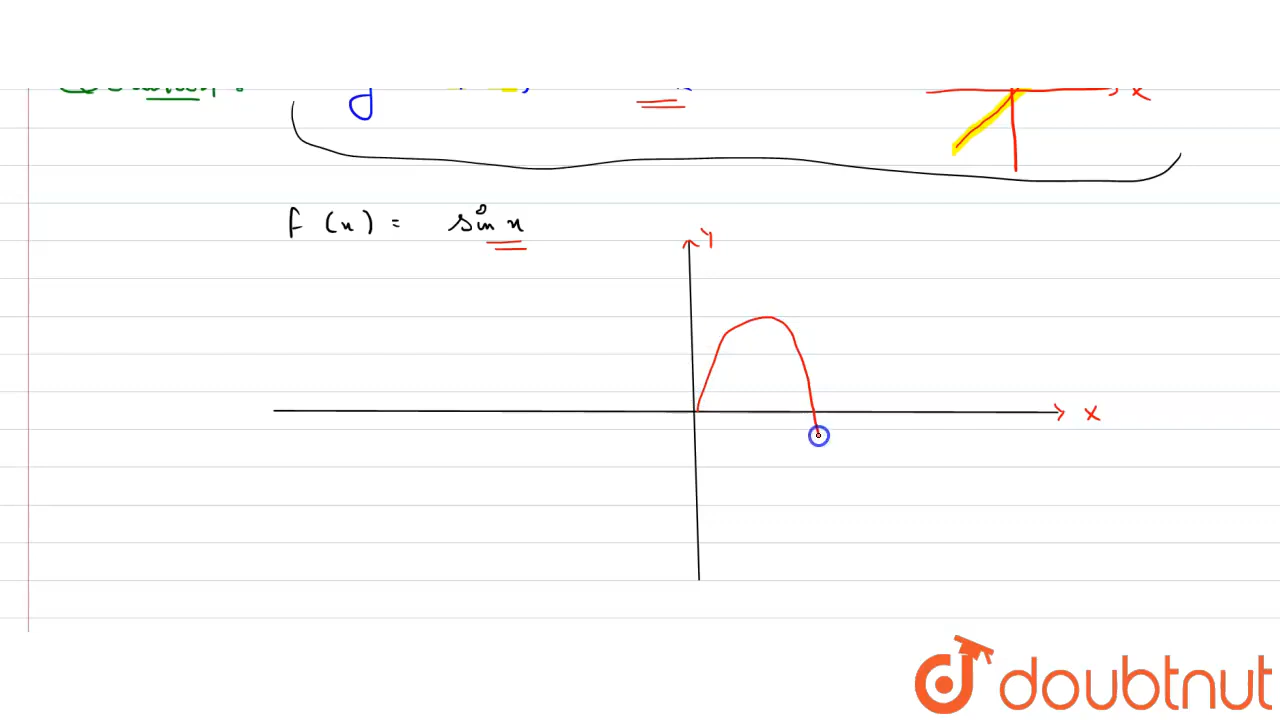 x
f (x) = sin x
Y
X
doubtnut